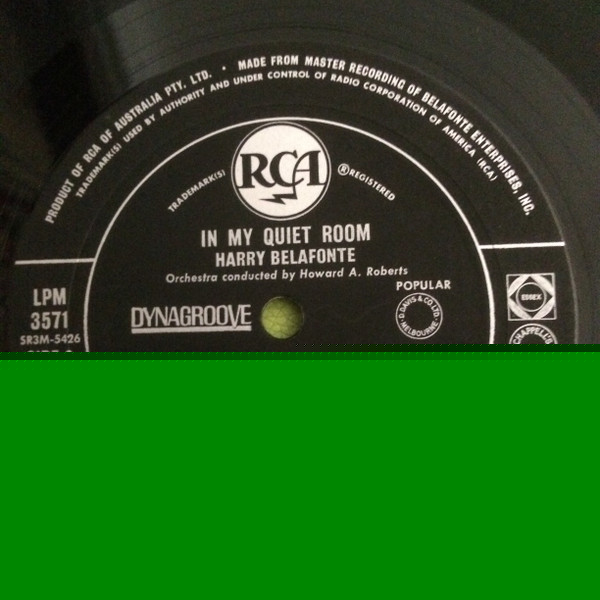 PRODUCT OF RCA OF AUSTRALIA PTY. LTD. · MADE FROM MASTER RECORDING OF BELAFONTE ENTERPRISES, INC.
TRADEMARK(S) USED BY AUTHORITY AND UNDER CONTROL OF RADIO CORPORATION OF AMERICA (RCA)
TRADEMARK(S) RCA ® REGISTERED
IN MY QUIET ROOM
HARRY BELAFONTE
Orchestra conducted by Howard A. Roberts
POPULAR
LPM
3571
SR3M-5426
DYNAGROOVE
D. DAVIS & CO. LTD. MELBOURNE
ESSEX
CHAPPELL'S